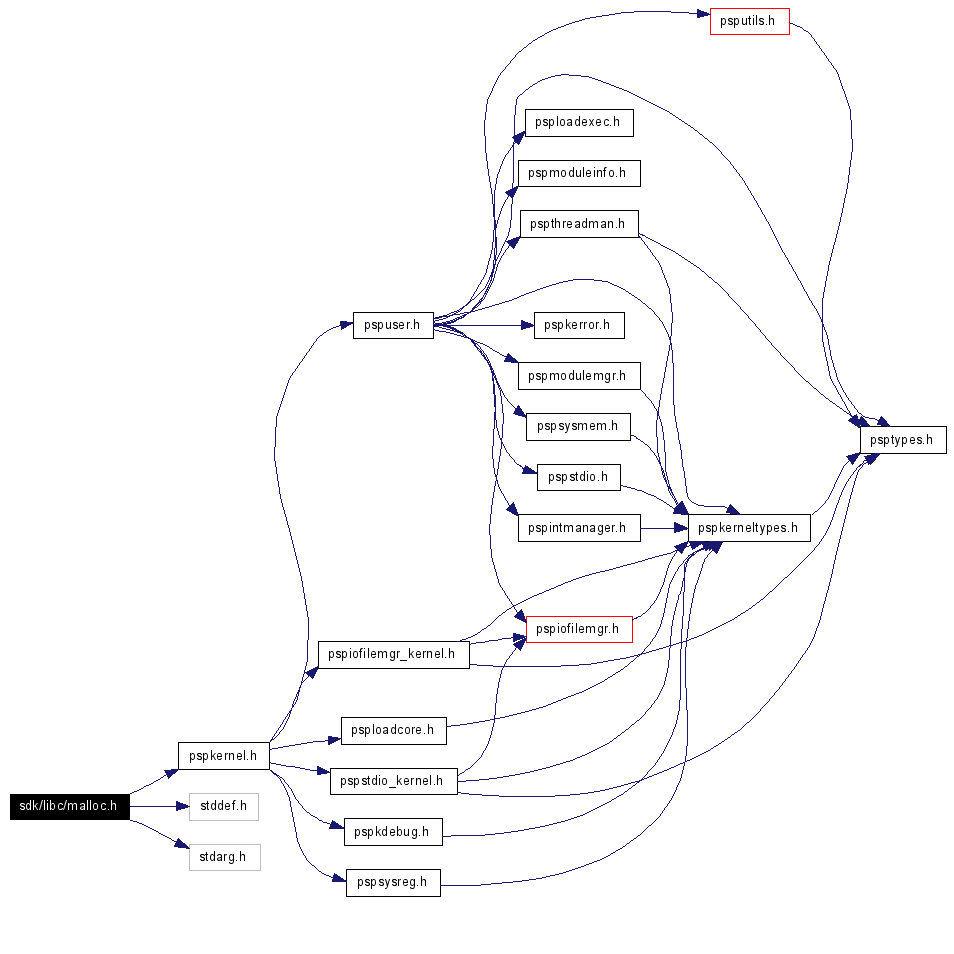 psputils.h
psploadexec.h
pspmoduleinfo.h
pspthreadman.h
pspuser.h
pspkerror.h
pspmodulemgr.h
pspsysmem.h
psptypes.h
pspstdio.h
pspintmanager.h
pspkerneltypes.h
pspiofilemgr.h
pspiofilemgr_kernel.h
psploadcore.h
pspkernel.h
pspstdio_kernel.h
sdk/libc/malloc.h
stddef.h
pspkdebug.h
stdarg.h
pspsysreg.h